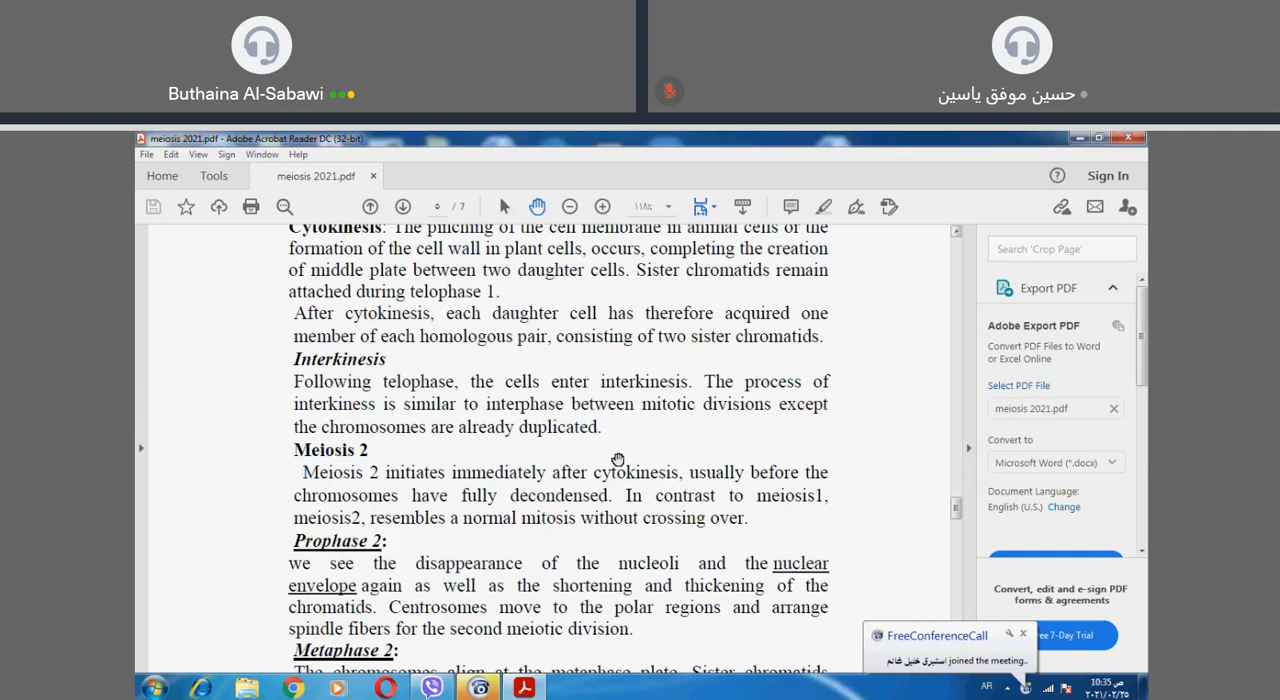 Buthaina Al-Sabawi
حسين موفق ياسين
meiosis 2021.pdf - Adobe Acrobat Reader DC (32-bit)
File Edit View Sign Window Help
Home Tools meiosis 2021.pdf × Sign In
٥ / 7 ١١٨٪
Cytokinesis: The pinching of the cell membrane in animal cells or the
formation of the cell wall in plant cells, occurs, completing the creation
of middle plate between two daughter cells. Sister chromatids remain
attached during telophase 1.
After cytokinesis, each daughter cell has therefore acquired one
member of each homologous pair, consisting of two sister chromatids.
Interkinesis
Following telophase, the cells enter interkinesis. The process of
interkiness is similar to interphase between mitotic divisions except
the chromosomes are already duplicated.
Meiosis 2
Meiosis 2 initiates immediately after cytokinesis, usually before the
chromosomes have fully decondensed. In contrast to meiosis1,
meiosis2, resembles a normal mitosis without crossing over.
Prophase 2:
we see the disappearance of the nucleoli and the nuclear
envelope again as well as the shortening and thickening of the
chromatids. Centrosomes move to the polar regions and arrange
spindle fibers for the second meiotic division.
Metaphase 2:
The chromosomes align at the metaphase plate. Sister chromatids
Search 'Crop Page'
Export PDF
Adobe Export PDF
Convert PDF Files to Word
or Excel Online
Select PDF File
meiosis 2021.pdf
Convert to
Microsoft Word (*.docx)
Document Language:
English (U.S.) Change
Convert, edit and e-sign PDF
forms & agreements
ree 7-Day Trial
FreeConferenceCall
استبرق خليل غانم joined the meeting..
AR
10:35 ص
٢٠٢١/٠٢/٢٥